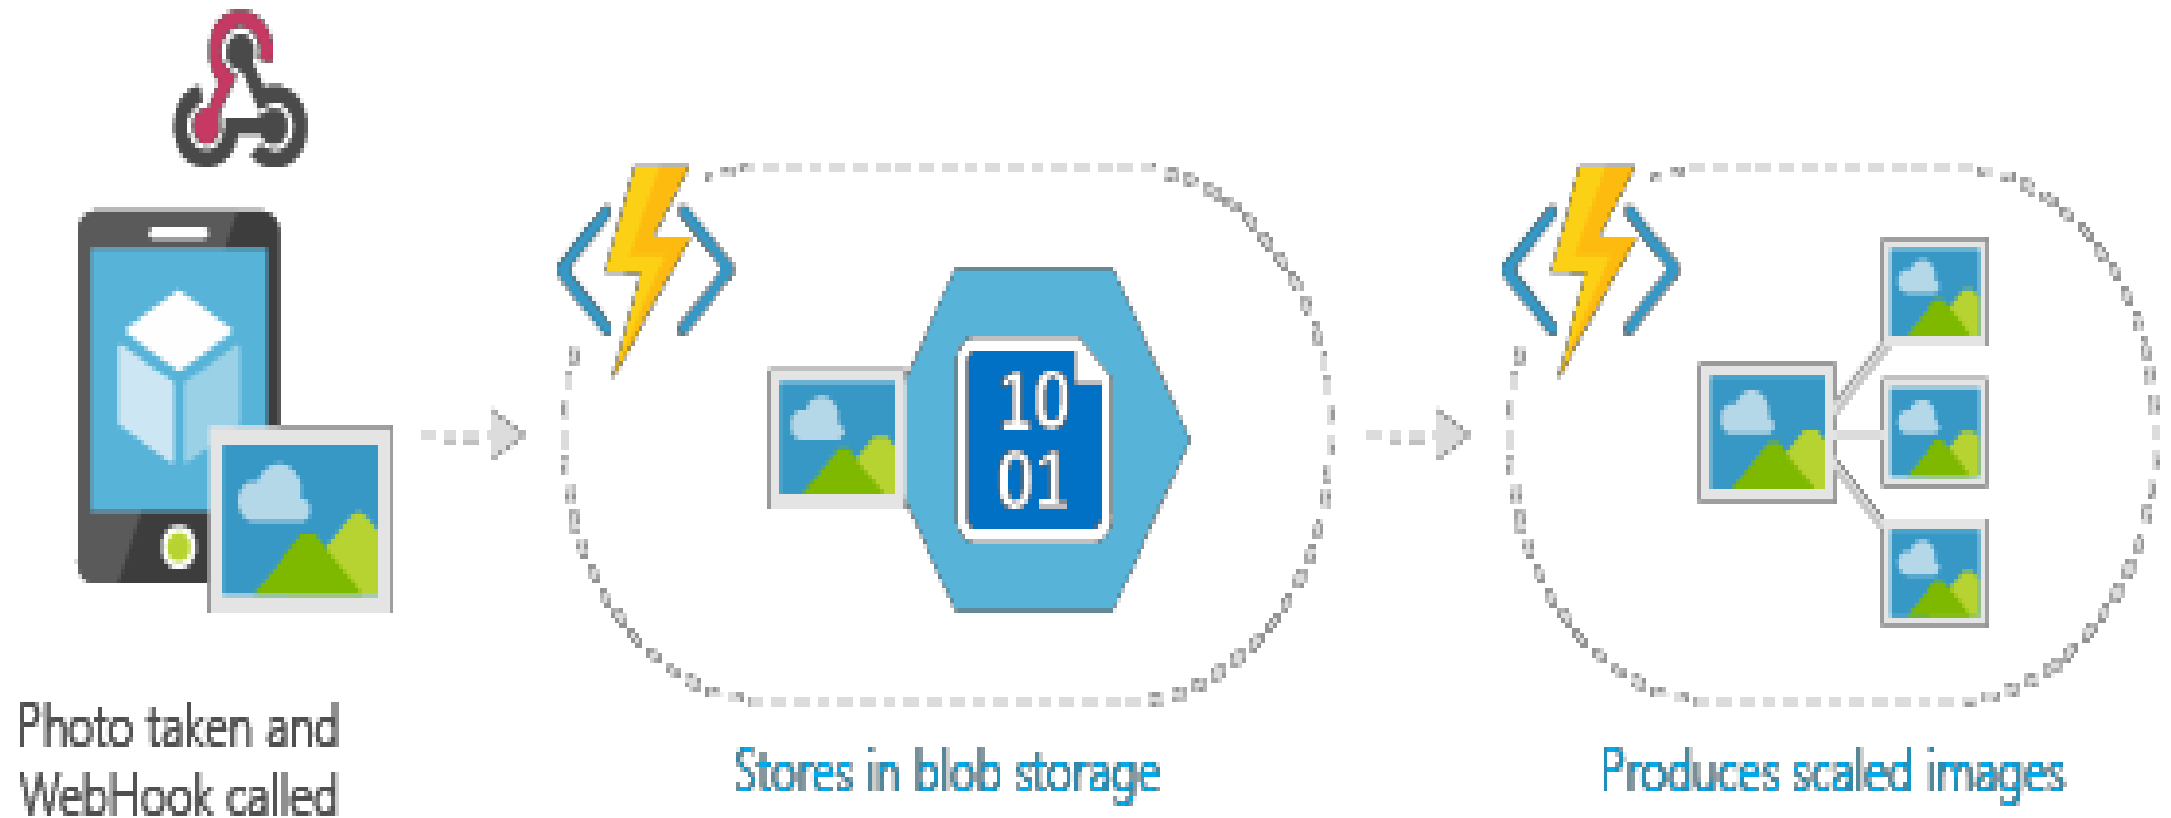 10
01
Photo taken and
WebHook called
Stores in blob storage
Produces scaled images